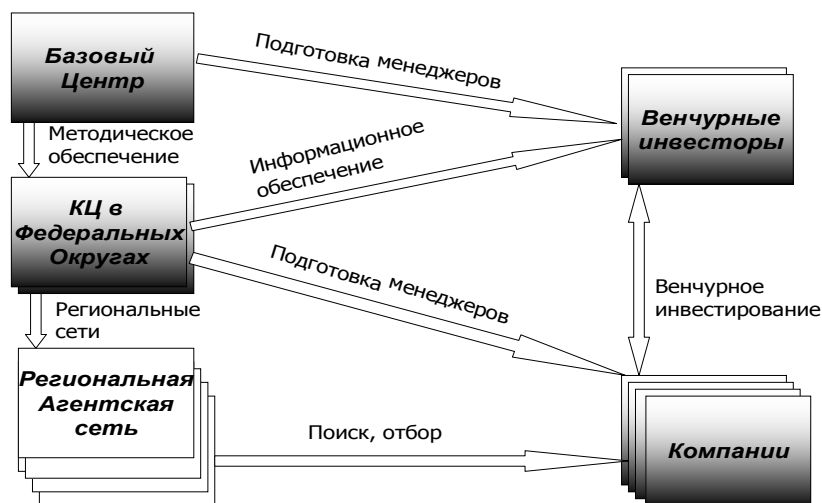 Базовый
Центр
Подготовка менеджеров
Венчурные
инвесторы
Методическое
обеспечение
Информационное
обеспечение
КЦ в
Федеральных
Округах
Подготовка менеджеров
Венчурное
инвестирование
Региональные
сети
Региональная
Агентская
сеть
Поиск, отбор
Компании